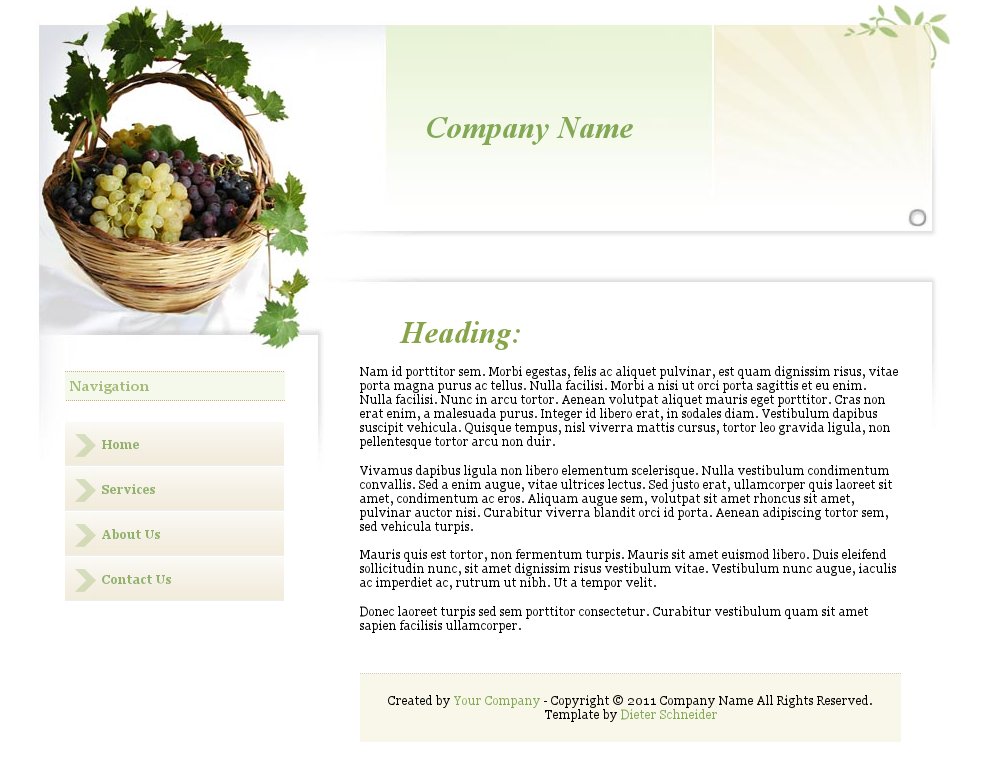 Company Name
Heading:
Nam id porttitor sem. Morbi egestas, felis ac aliquet pulvinar, est quam dignissim risus, vitae
porta magna purus ac tellus. Nulla facilisi. Morbi a nisi ut orci porta sagittis et eu enim.
Nulla facilisi. Nunc in arcu tortor. Aenean volutpat aliquet mauris eget porttitor. Cras non
erat enim, a malesuada purus. Integer id libero erat, in sodales diam. Vestibulum dapibus
suscipit vehicula. Quisque tempus, nisl viverra mattis cursus, tortor leo gravida ligula, non
pellentesque tortor arcu non duir.
Vivamus dapibus ligula non libero elementum scelerisque. Nulla vestibulum condimentum
convallis. Sed a enim augue, vitae ultrices lectus. Sed justo erat, ullamcorper quis laoreet sit
amet, condimentum ac eros. Aliquam augue sem, volutpat sit amet rhoncus sit amet,
pulvinar auctor nisi. Curabitur viverra blandit orci id porta. Aenean adipiscing tortor sem,
sed vehicula turpis.
Mauris quis est tortor, non fermentum turpis. Mauris sit amet euismod libero. Duis eleifend
sollicitudin nunc, sit amet dignissim risus vestibulum vitae. Vestibulum nunc augue, iaculis
ac imperdiet ac, rutrum ut nibh. Ut a tempor velit.
Donec laoreet turpis sed sem porttitor consectetur. Curabitur vestibulum quam sit amet
sapien facilisis ullamcorper.
Navigation
Home
Services
About Us
Contact Us
Created by Your Company - Copyright © 2011 Company Name All Rights Reserved.
Template by Dieter Schneider